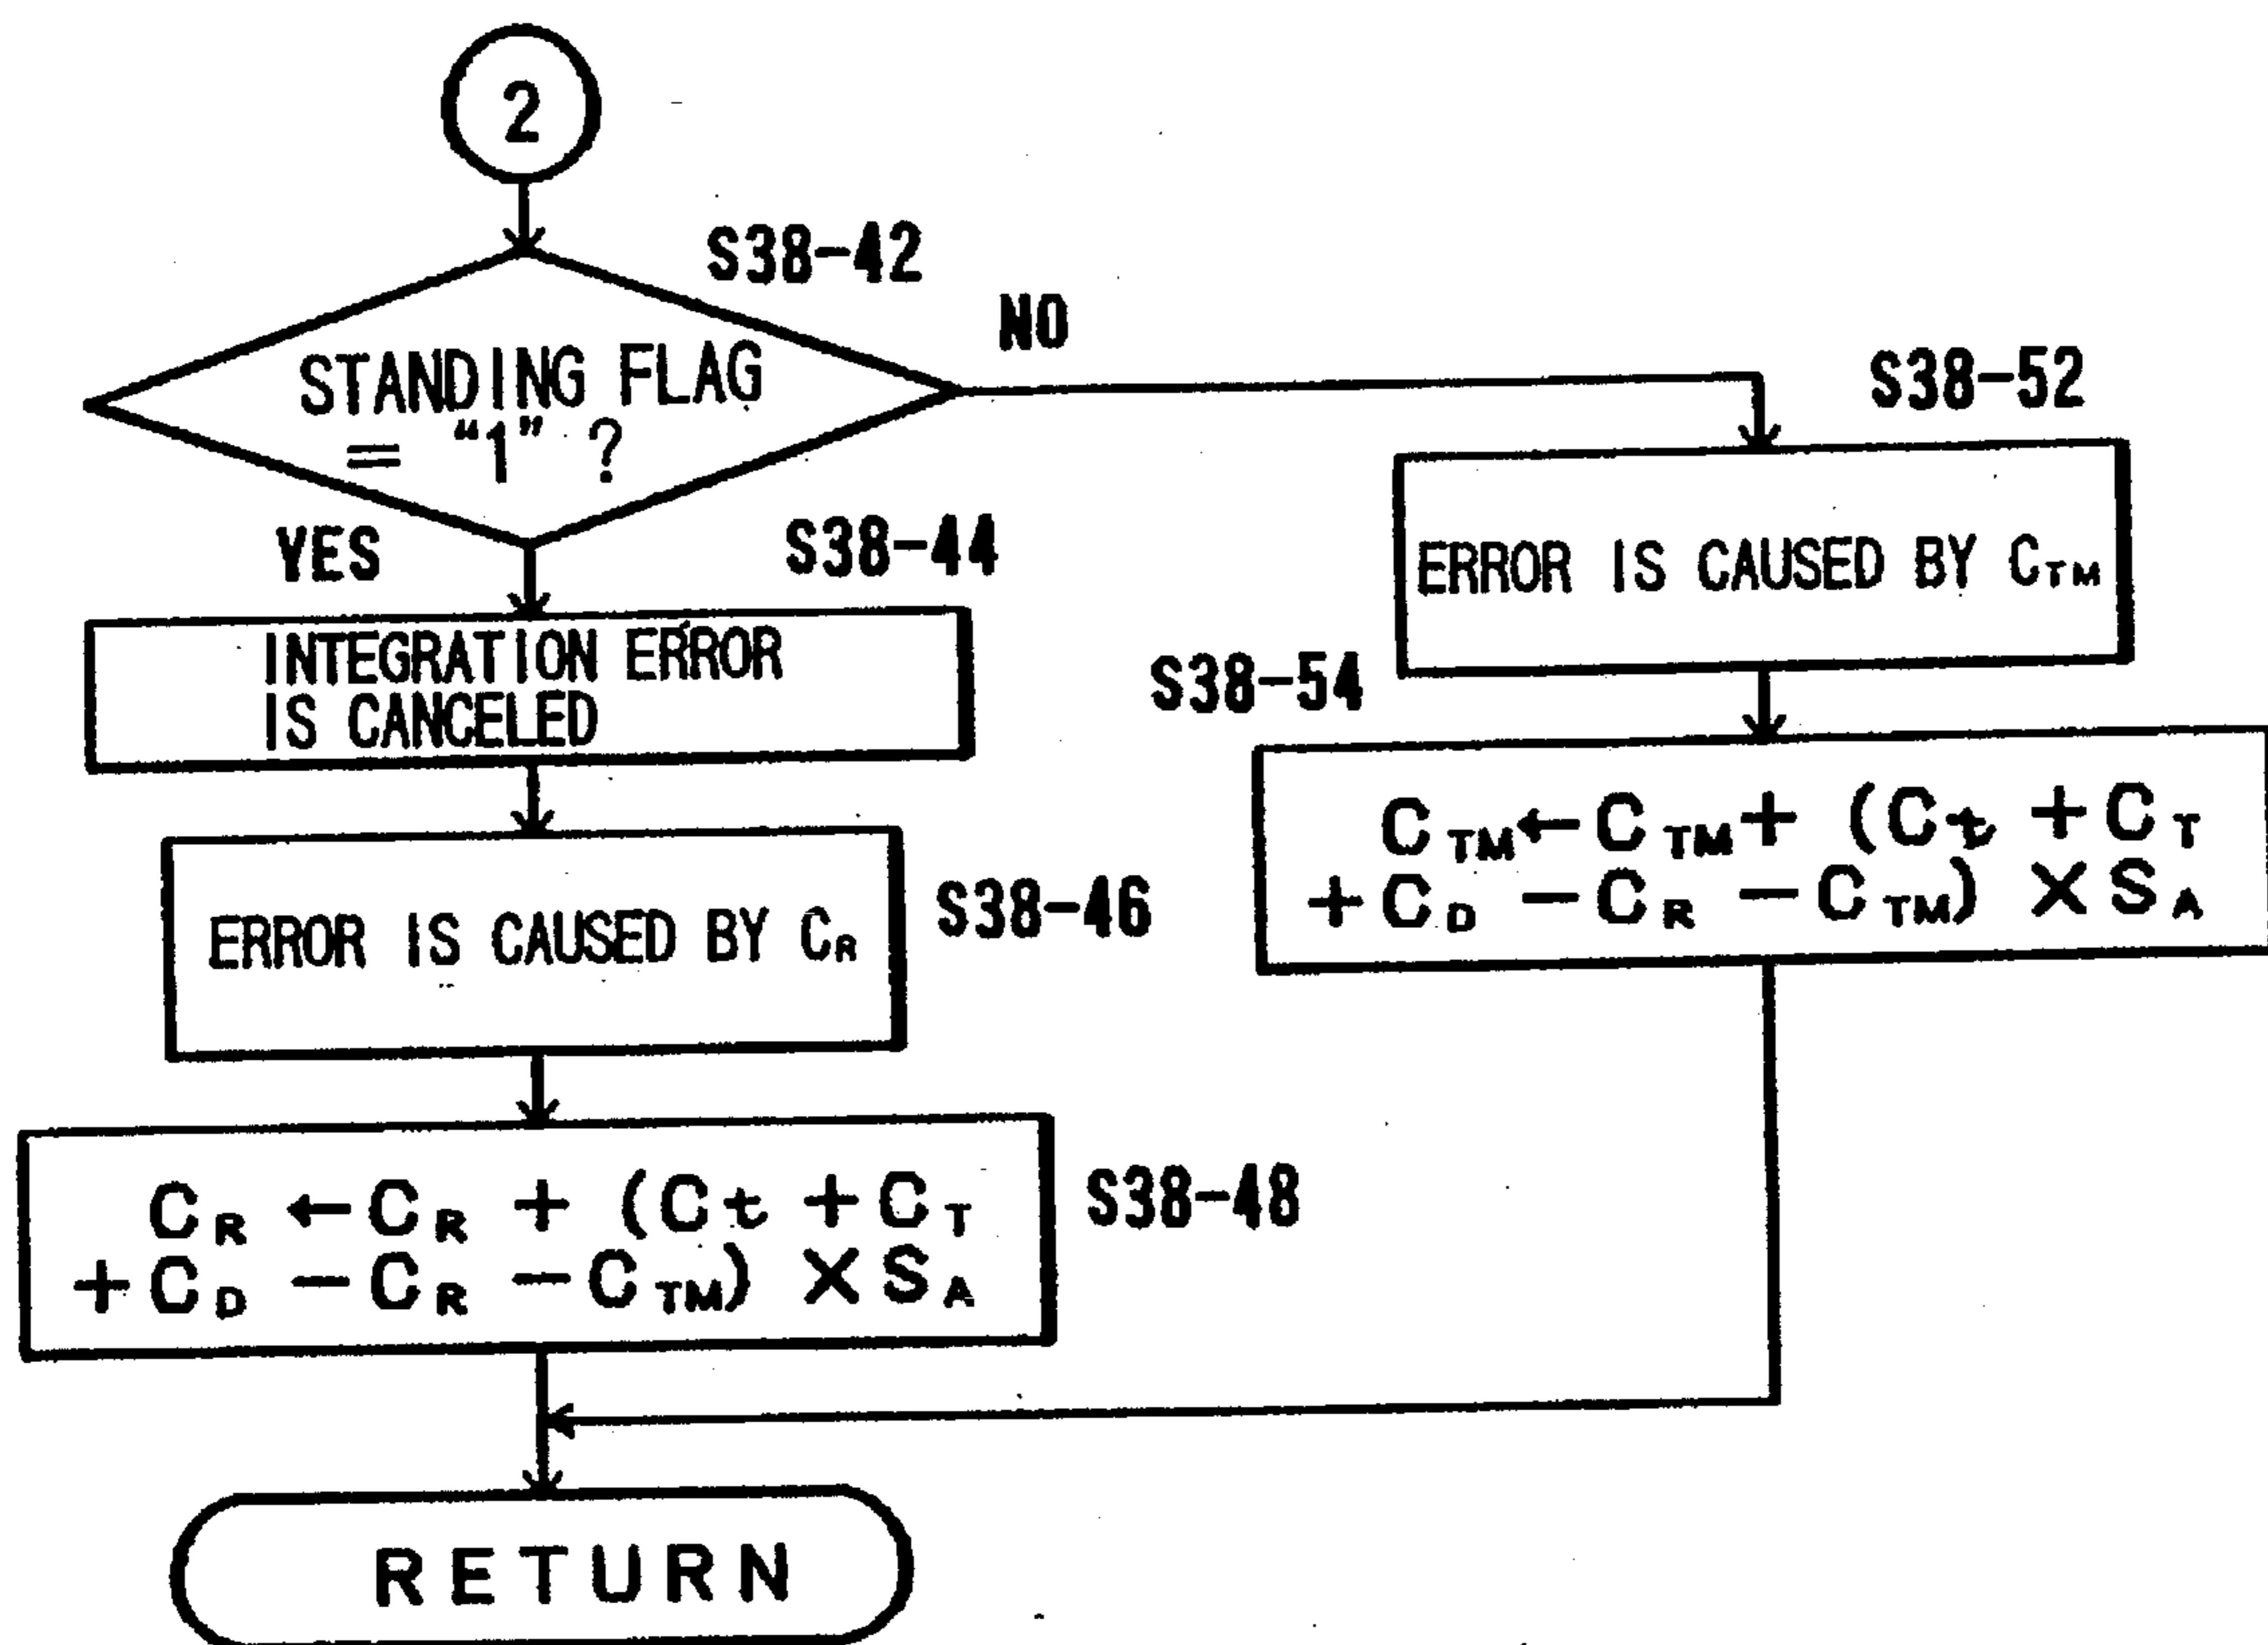 2
S38-42
STANDING FLAG
= “1” ?
NO
YES
S38-44
INTEGRATION ERROR
IS CANCELED
ERROR IS CAUSED BY CR
S38-46
CR ← CR + (Ct + CT
+ CD - CR - CTM) × SA
S38-48
S38-52
ERROR IS CAUSED BY CTM
S38-54
CTM ← CTM + (Ct + CT
+ CD - CR - CTM) × SA
RETURN